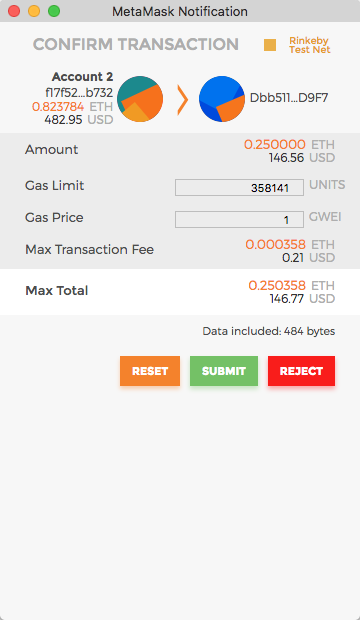 MetaMask Notification
CONFIRM TRANSACTION
Rinkeby
Test Net
Account 2
f17f52...b732
0.823784 ETH
482.95 USD
Dbb511...D9F7
Amount
0.250000 ETH
146.56 USD
Gas Limit 358141 UNITS
Gas Price 1 GWEI
Max Transaction Fee
0.000358 ETH
0.21 USD
Max Total
0.250358 ETH
146.77 USD
Data included: 484 bytes
RESET SUBMIT REJECT